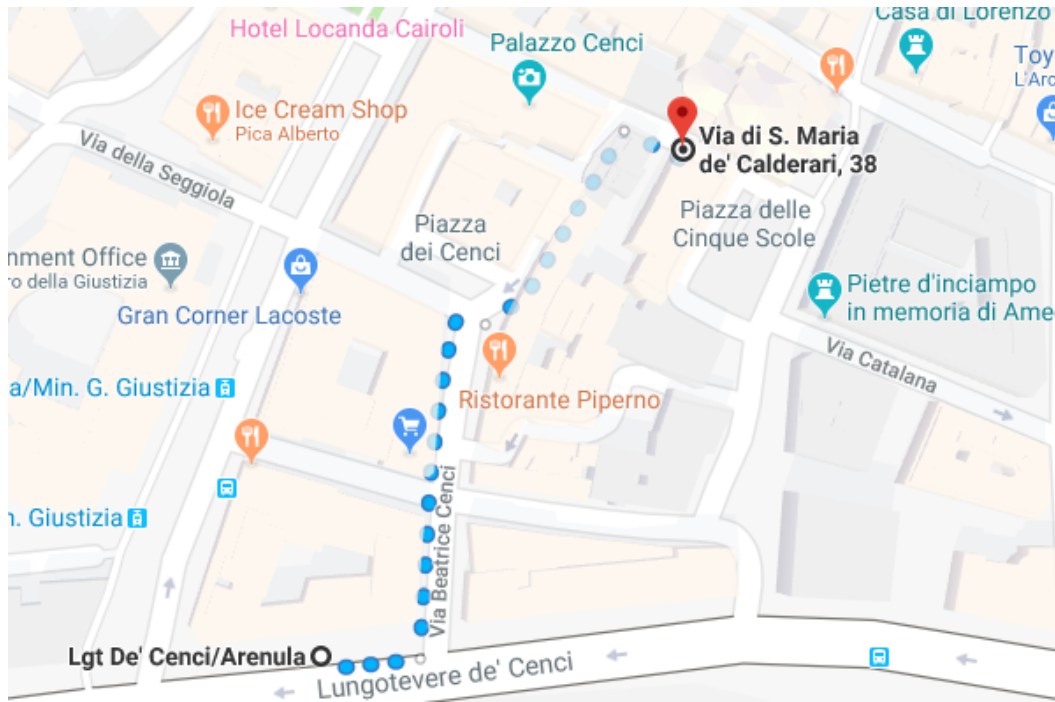 Casa di Lorenzo
Hotel Locanda Cairoli
Palazzo Cenci
Toy
L'Arc
Ice Cream Shop
Pica Alberto
Via di S. Maria
de' Calderari, 38
Via della Seggiola
Piazza
dei Cenci
Piazza delle
Cinque Scole
nment Office
ro della Giustizia
Pietre d'inciampo
in memoria di Ame
Gran Corner Lacoste
Via Catalana
a/Min. G. Giustizia
Ristorante Piperno
Via Beatrice Cenci
n. Giustizia
Lgt De' Cenci/Arenula
Lungotevere de' Cenci